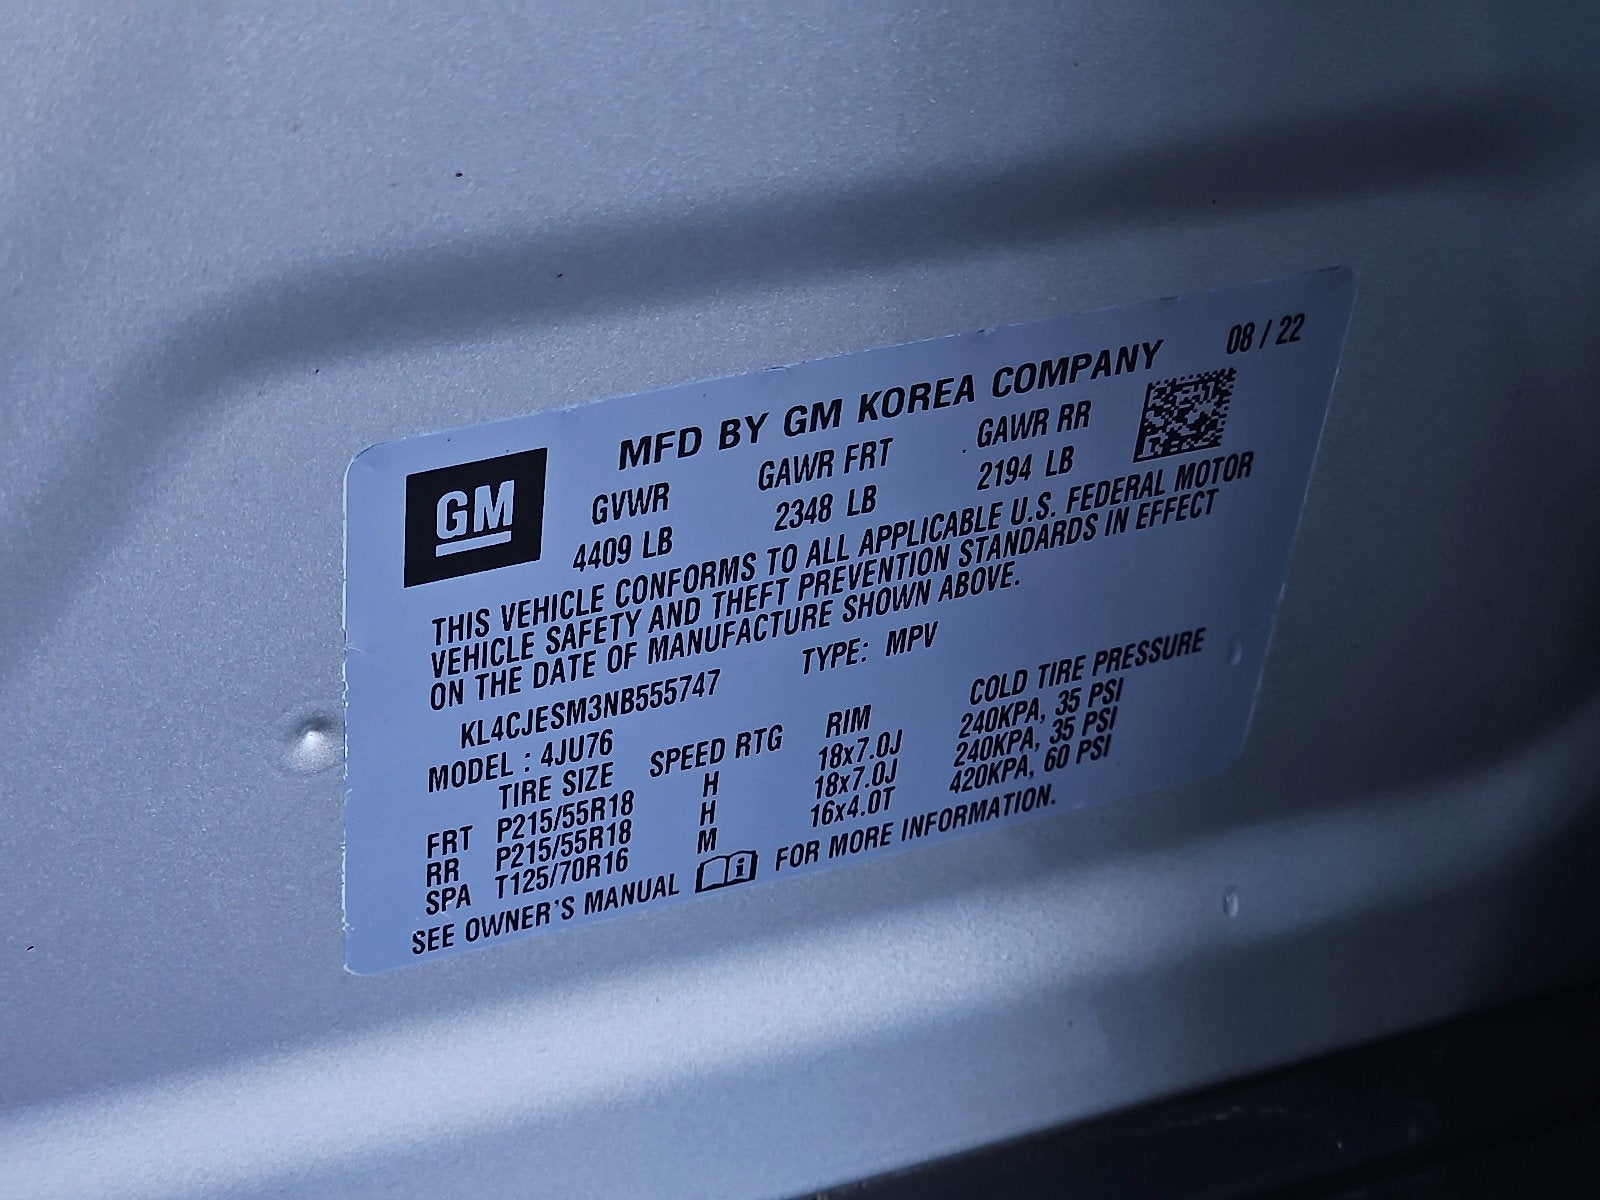 08 / 22
MFD BY GM KOREA COMPANY
GM
GVWR GAWR FRT GAWR RR
4409 LB 2348 LB 2194 LB
THIS VEHICLE CONFORMS TO ALL APPLICABLE U.S. FEDERAL MOTOR
VEHICLE SAFETY AND THEFT PREVENTION STANDARDS IN EFFECT
ON THE DATE OF MANUFACTURE SHOWN ABOVE.
KL4CJESM3NB555747 TYPE: MPV
MODEL : 4JU76
TIRE SIZE SPEED RTG RIM COLD TIRE PRESSURE
FRT P215/55R18 H 18x7.0J 240KPA, 35 PSI
RR P215/55R18 H 18x7.0J 240KPA, 35 PSI
SPA T125/70R16 M 16x4.0T 420KPA, 60 PSI
SEE OWNER'S MANUAL i FOR MORE INFORMATION.